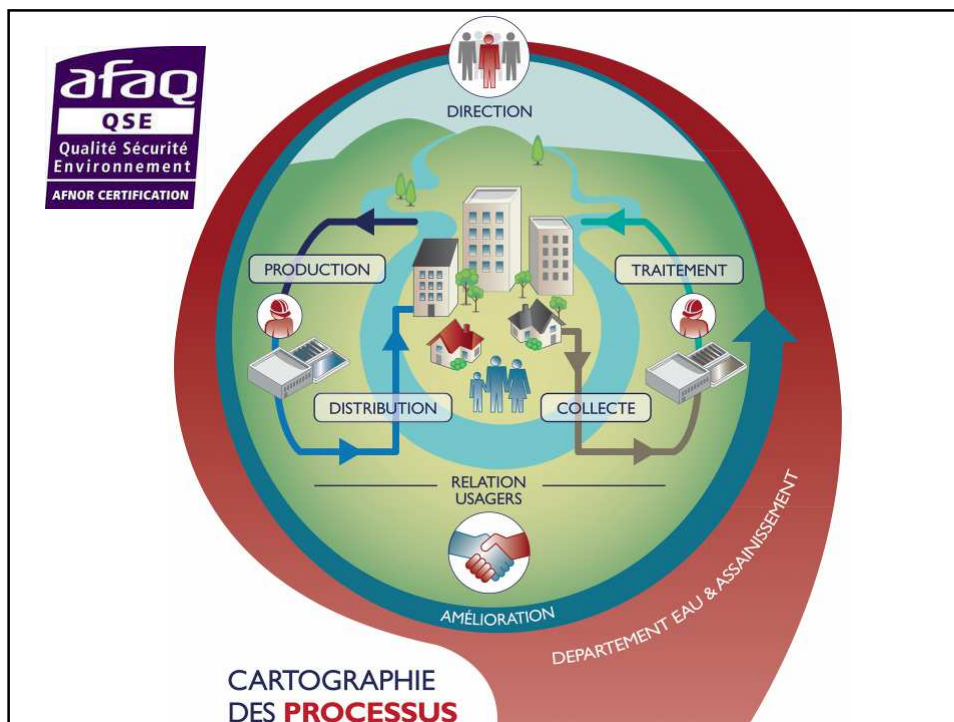 afaq
QSE
Qualité Sécurité
Environnement
AFNOR CERTIFICATION
DIRECTION
PRODUCTION
TRAITEMENT
DISTRIBUTION
COLLECTE
RELATION
USAGERS
AMÉLIORATION
DEPARTEMENT EAU & ASSAINISSEMENT
CARTOGRAPHIE
DES PROCESSUS